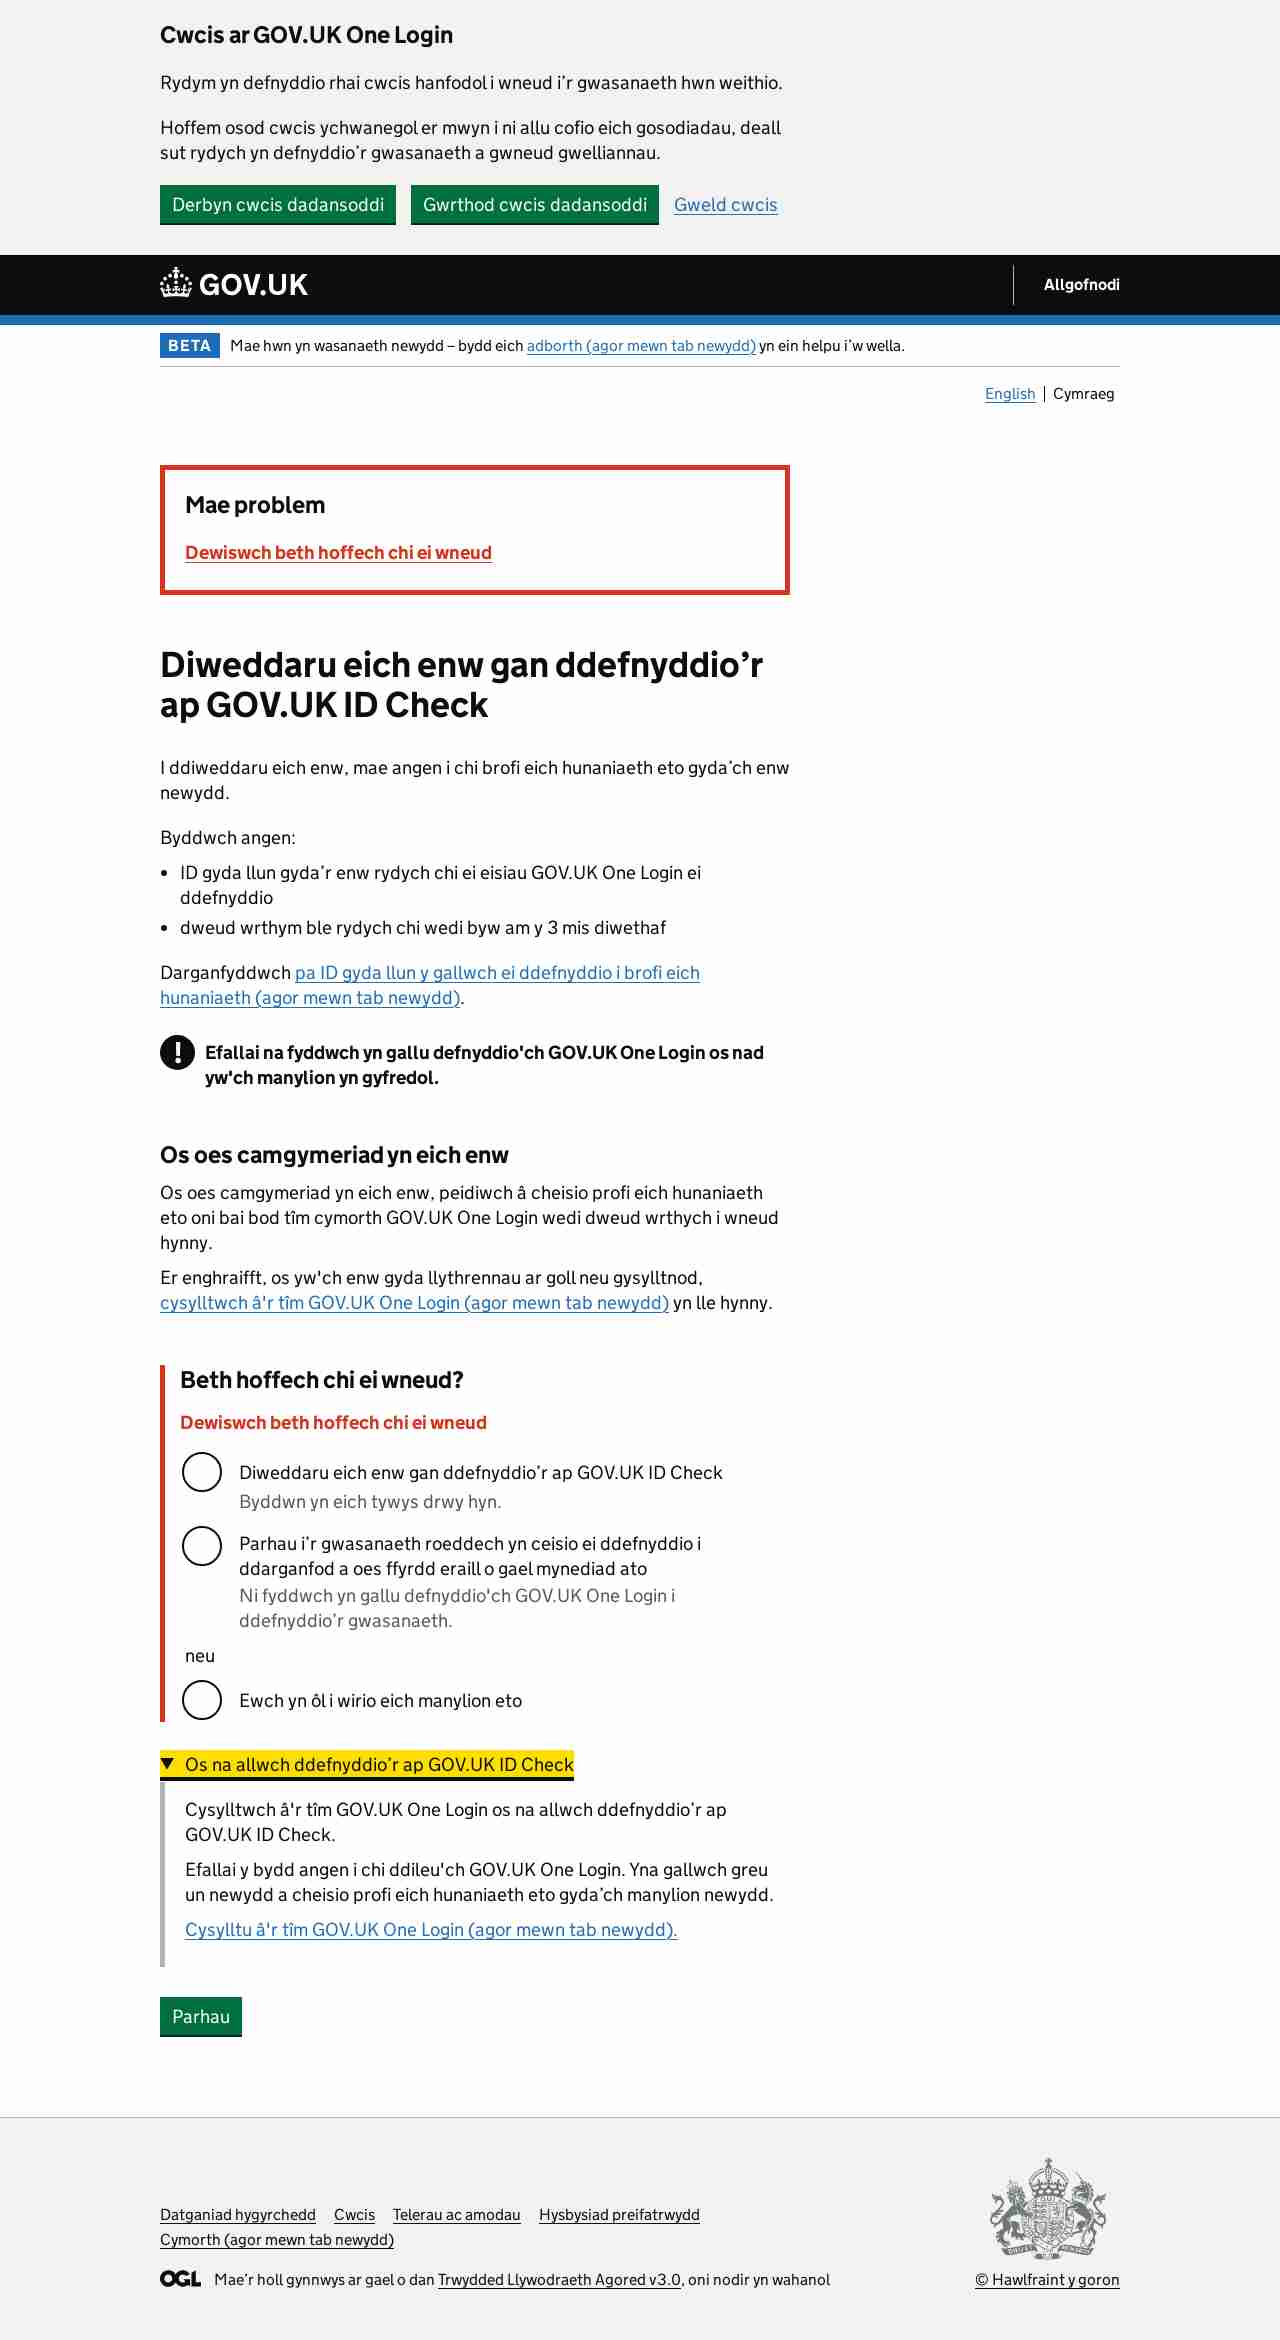 Cwcis ar GOV.UK One Login
Rydym yn defnyddio rhai cwcis hanfodol i wneud i’r gwasanaeth hwn weithio.
Hoffem osod cwcis ychwanegol er mwyn i ni allu cofio eich gosodiadau, deall
sut rydych yn defnyddio’r gwasanaeth a gwneud gwelliannau.
Derbyn cwcis dadansoddi Gwrthod cwcis dadansoddi Gweld cwcis
GOV.UK Allgofnodi
BETA Mae hwn yn wasanaeth newydd – bydd eich adborth (agor mewn tab newydd) yn ein helpu i’w wella.
English Cymraeg
Mae problem
Dewiswch beth hoffech chi ei wneud
Diweddaru eich enw gan ddefnyddio’r
ap GOV.UK ID Check
I ddiweddaru eich enw, mae angen i chi brofi eich hunaniaeth eto gyda’ch enw
newydd.
Byddwch angen:
• ID gyda llun gyda’r enw rydych chi ei eisiau GOV.UK One Login ei
ddefnyddio
• dweud wrthym ble rydych chi wedi byw am y 3 mis diwethaf
Darganfyddwch pa ID gyda llun y gallwch ei ddefnyddio i brofi eich
hunaniaeth (agor mewn tab newydd).
! Efallai na fyddwch yn gallu defnyddio'ch GOV.UK One Login os nad
yw'ch manylion yn gyfredol.
Os oes camgymeriad yn eich enw
Os oes camgymeriad yn eich enw, peidiwch â cheisio profi eich hunaniaeth
eto oni bai bod tîm cymorth GOV.UK One Login wedi dweud wrthych i wneud
hynny.
Er enghraifft, os yw'ch enw gyda llythrennau ar goll neu gysylltnod,
cysylltwch â'r tîm GOV.UK One Login (agor mewn tab newydd) yn lle hynny.
Beth hoffech chi ei wneud?
Dewiswch beth hoffech chi ei wneud
Diweddaru eich enw gan ddefnyddio’r ap GOV.UK ID Check
Byddwn yn eich tywys drwy hyn.
Parhau i’r gwasanaeth roeddech yn ceisio ei ddefnyddio i
ddarganfod a oes ffyrdd eraill o gael mynediad ato
Ni fyddwch yn gallu defnyddio'ch GOV.UK One Login i
ddefnyddio’r gwasanaeth.
neu
Ewch yn ôl i wirio eich manylion eto
Os na allwch ddefnyddio’r ap GOV.UK ID Check
Cysylltwch â'r tîm GOV.UK One Login os na allwch ddefnyddio’r ap
GOV.UK ID Check.
Efallai y bydd angen i chi ddileu'ch GOV.UK One Login. Yna gallwch greu
un newydd a cheisio profi eich hunaniaeth eto gyda’ch manylion newydd.
Cysylltu â'r tîm GOV.UK One Login (agor mewn tab newydd).
Parhau
Datganiad hygyrchedd Cwcis Telerau ac amodau Hysbysiad preifatrwydd
Cymorth (agor mewn tab newydd)
OGL Mae’r holl gynnwys ar gael o dan Trwydded Llywodraeth Agored v3.0, oni nodir yn wahanol
© Hawlfraint y goron